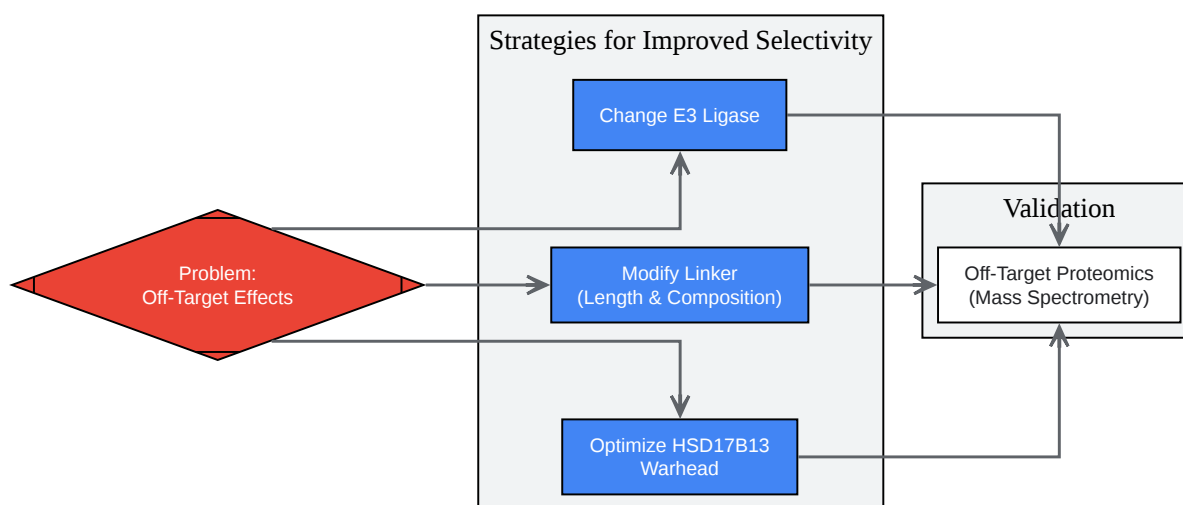 Strategies for Improved Selectivity
Change E3 Ligase
Problem:
Off-Target Effects
Modify Linker
(Length & Composition)
Optimize HSD17B13
Warhead
Validation
Off-Target Proteomics
(Mass Spectrometry)